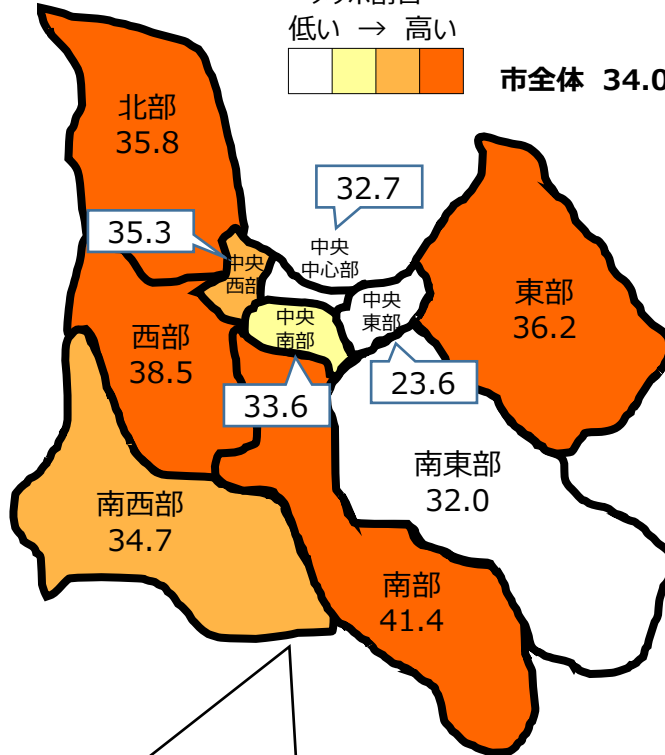 低い → 高い
市全体 34.0
北部
35.8
32.7
35.3
中央
中心部
中央
西部
中央
東部
中央
南部
東部
36.2
西部
38.5
23.6
33.6
南東部
32.0
南西部
34.7
南部
41.4